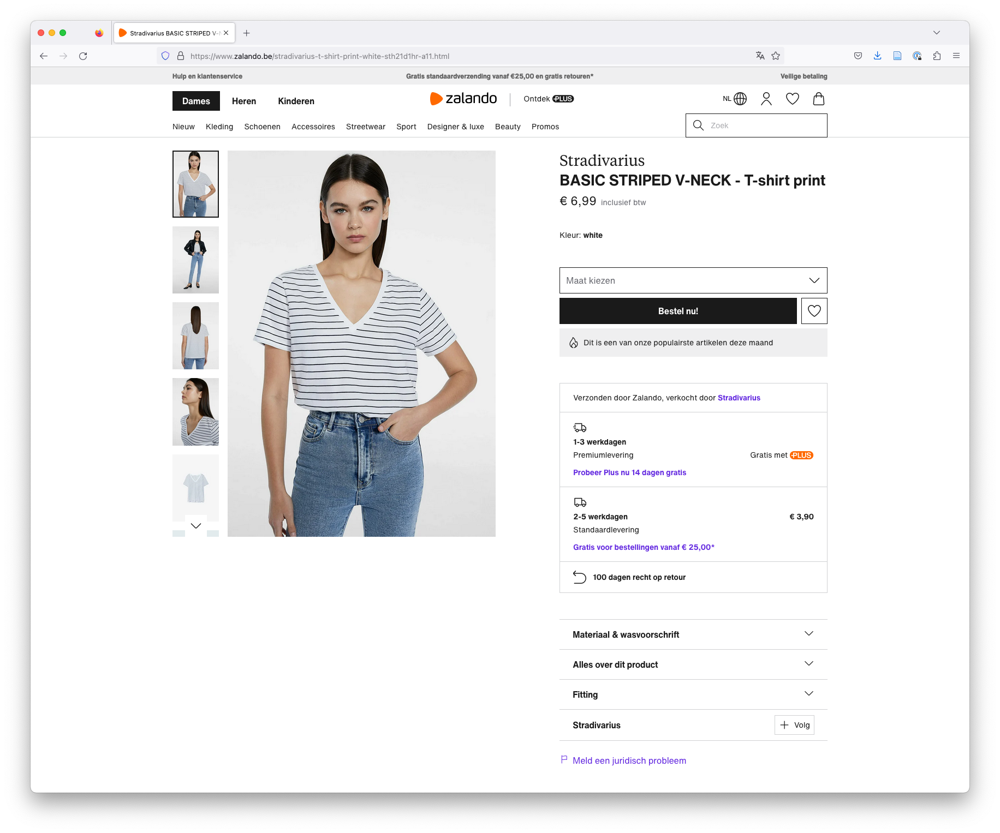 Stradivarius BASIC STRIPED V-
https://www.zalando.be/stradivarius-t-shirt-print-white-sth21d1hr-a11.html
Hulp en klantenservice
Gratis standaardverzending vanaf €25,00 en gratis retouren*
Veilige betaling
Dames
Heren
Kinderen
zalando
Ontdek PLUS
NL
Nieuw
Kleding
Schoenen
Accessoires
Streetwear
Sport
Designer & luxe
Beauty
Promos
Zoek
Stradivarius
BASIC STRIPED V-NECK - T-shirt print
€ 6,99 inclusief btw
Kleur: white
Maat kiezen
Bestel nu!
Dit is een van onze populairste artikelen deze maand
Verzonden door Zalando, verkocht door Stradivarius
1-3 werkdagen
Premiumlevering
Gratis met PLUS
Probeer Plus nu 14 dagen gratis
2-5 werkdagen
€ 3,90
Standaardlevering
Gratis voor bestellingen vanaf € 25,00*
100 dagen recht op retour
Materiaal & wasvoorschrift
Alles over dit product
Fitting
Stradivarius
Volg
Meld een juridisch probleem